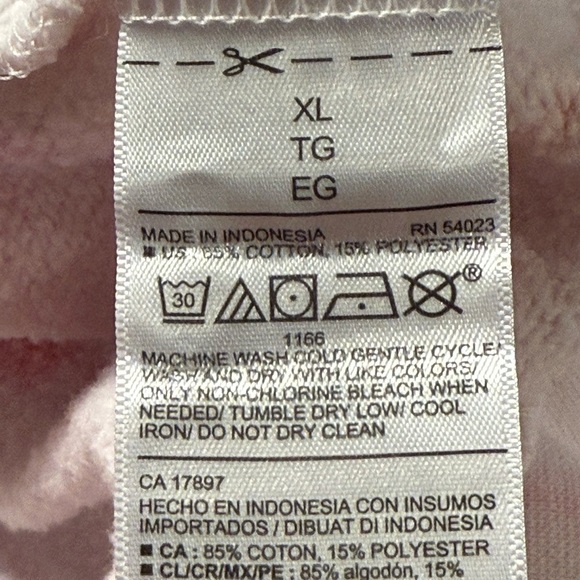 XL
TG
EG
MADE IN INDONESIA RN 54023
■ US : 85% COTTON, 15% POLYESTER
30
®
1166
MACHINE WASH COLD GENTLE CYCLE/
WASH AND DRY WITH LIKE COLORS/
ONLY NON-CHLORINE BLEACH WHEN
NEEDED/ TUMBLE DRY LOW/ COOL
IRON/ DO NOT DRY CLEAN
CA 17897
HECHO EN INDONESIA CON INSUMOS
IMPORTADOS / DIBUAT DI INDONESIA
■ CA : 85% COTON, 15% POLYESTER
■ CL/CR/MX/PE : 85% algodón, 15%